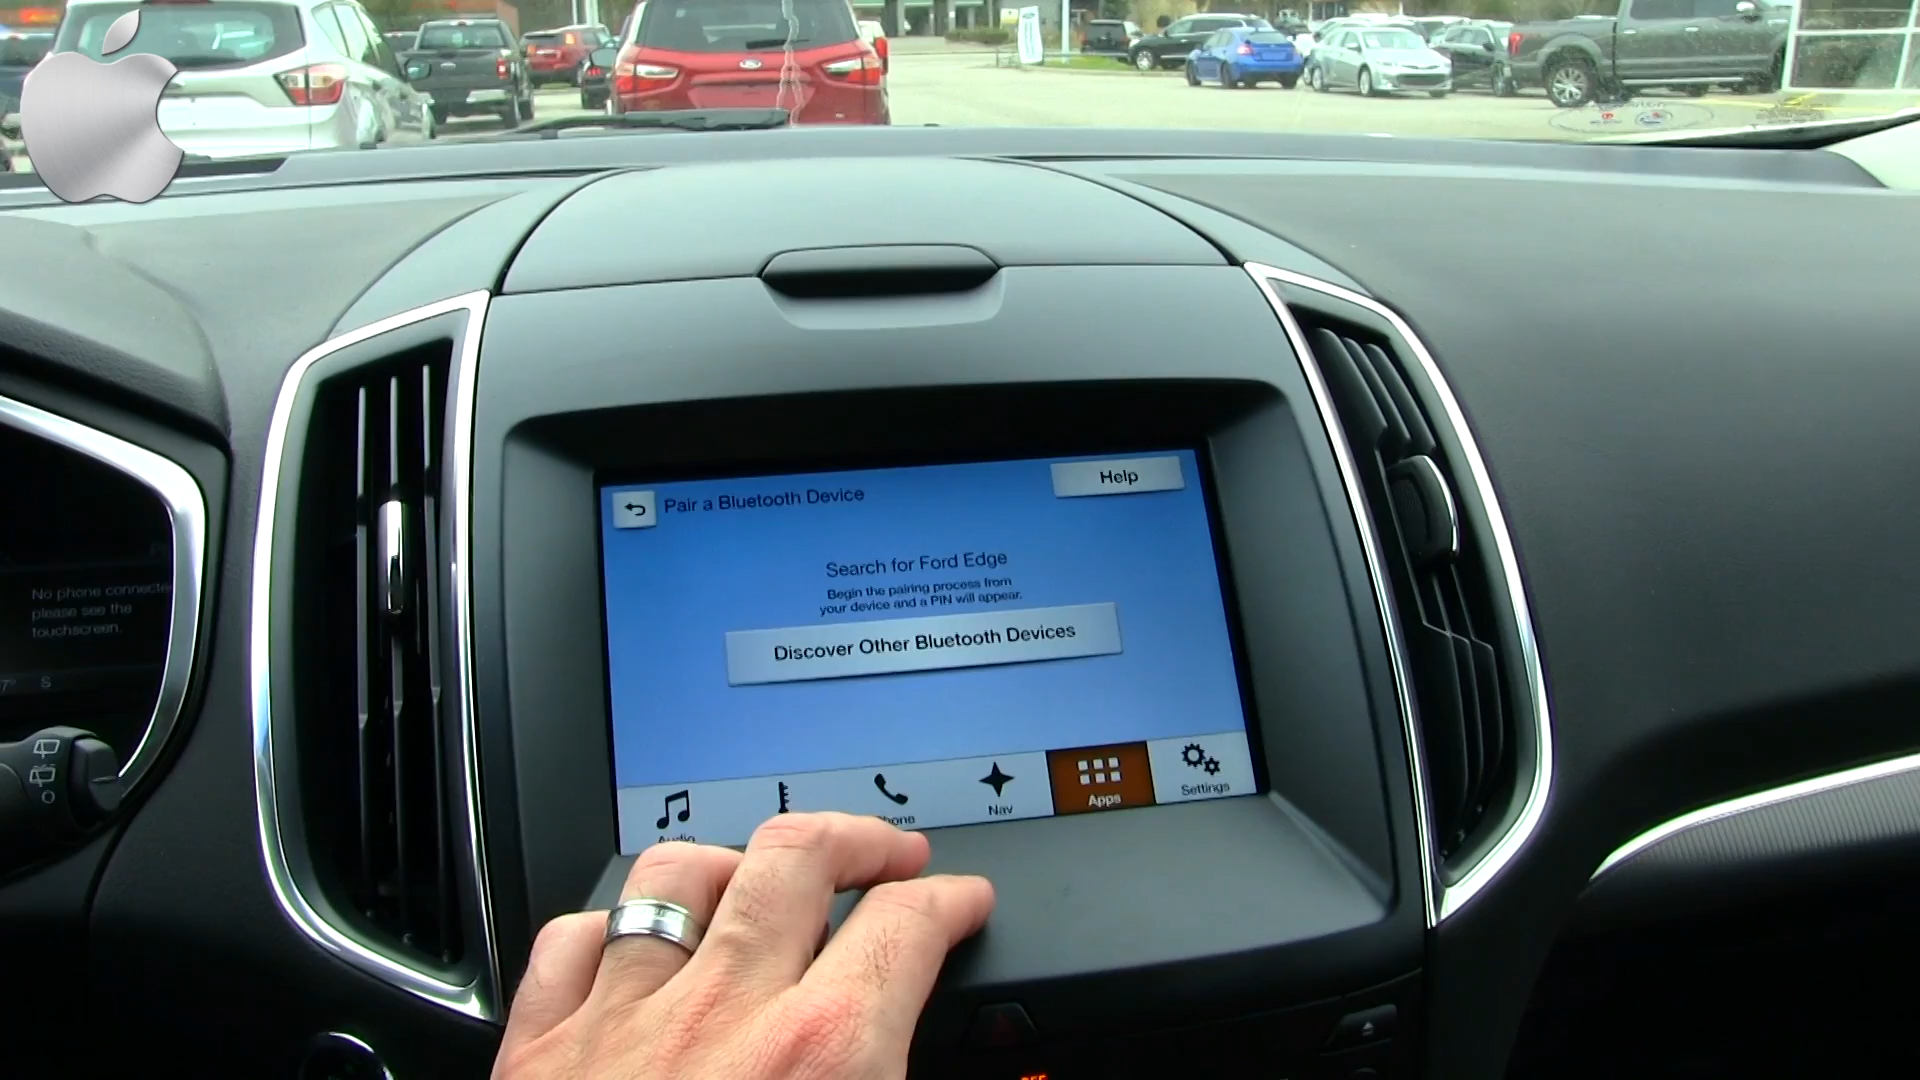 Pair a Bluetooth Device
Help
Search for Ford Edge
Begin the pairing process from
your device and a PIN will appear.
Discover Other Bluetooth Devices
Audio
Phone
Nav
Apps
Settings
No phone connected
please see the
touchscreen.
S
OFF